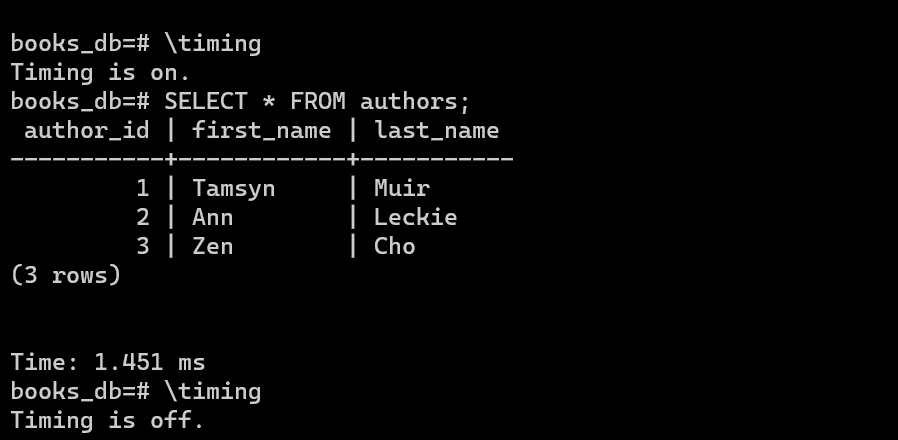 books_db=# \timing
Timing is on.
books_db=# SELECT * FROM authors;
 author_id | first_name | last_name
-----------+------------+-----------
         1 | Tamsyn     | Muir
         2 | Ann        | Leckie
         3 | Zen        | Cho
(3 rows)
Time: 1.451 ms
books_db=# \timing
Timing is off.